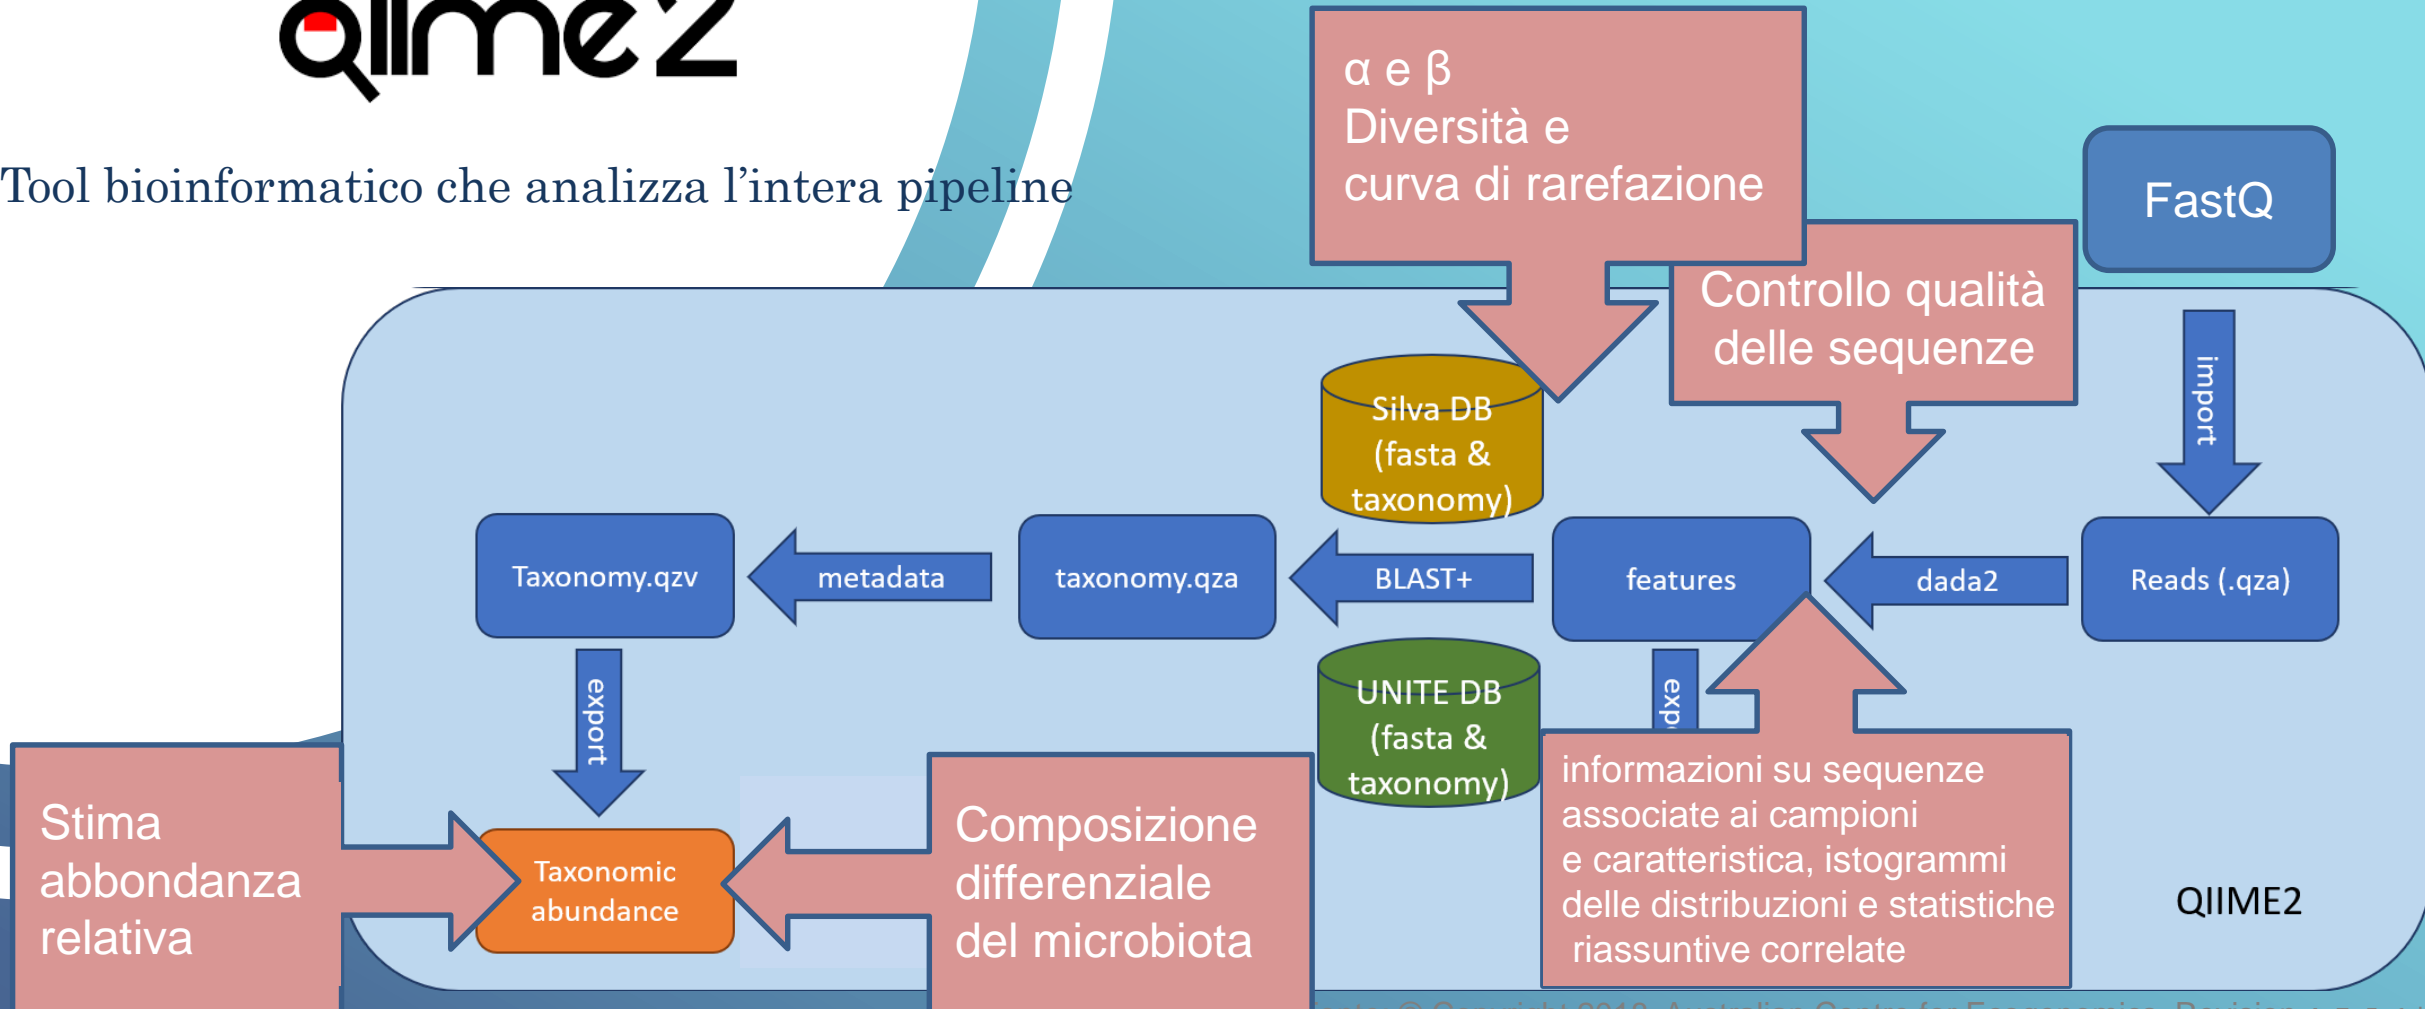 QIIME2
Tool bioinformatico che analizza l'intera pipeline
α e β
Diversità e
curva di rarefazione
FastQ
Controllo qualità
delle sequenze
import
Silva DB
(fasta &
taxonomy)
Taxonomy.qzv
metadata
taxonomy.qza
BLAST+
features
dada2
Reads (.qza)
export
UNITE DB
(fasta &
taxonomy)
Stima
abbondanza
relativa
Taxonomic
abundance
Composizione
differenziale
del microbiota
informazioni su sequenze
associate ai campioni
e caratteristica, istogrammi
delle distribuzioni e statistiche
riassuntive correlate
QIIME2